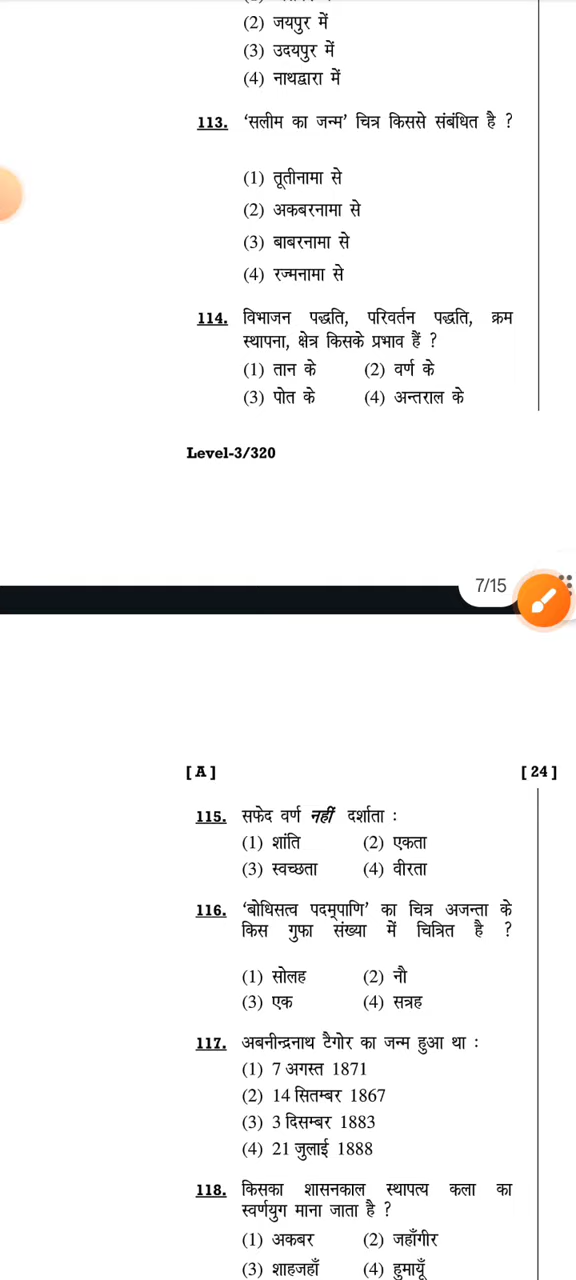 (2) जयपुर में
(3) उदयपुर में
(4) नाथद्वारा में
113. ‘सलीम का जन्म’ चित्र किससे संबंधित है ?
(1) तूतीनामा से
(2) अकबरनामा से
(3) बाबरनामा से
(4) रज्मनामा से
114. विभाजन पद्धति, परिवर्तन पद्धति, क्रम
स्थापना, क्षेत्र किसके प्रभाव हैं ?
(1) तान के (2) वर्ण के
(3) पोत के (4) अन्तराल के
Level-3/320
7/15
[ A ] [ 24 ]
115. सफेद वर्ण नहीं दर्शाता :
(1) शांति (2) एकता
(3) स्वच्छता (4) वीरता
116. ‘बोधिसत्व पदम्पाणि’ का चित्र अजन्ता के
किस गुफा संख्या में चित्रित है ?
(1) सोलह (2) नौ
(3) एक (4) सत्रह
117. अबनीन्द्रनाथ टैगोर का जन्म हुआ था :
(1) 7 अगस्त 1871
(2) 14 सितम्बर 1867
(3) 3 दिसम्बर 1883
(4) 21 जुलाई 1888
118. किसका शासनकाल स्थापत्य कला का
स्वर्णयुग माना जाता है ?
(1) अकबर (2) जहाँगीर
(3) शाहजहाँ (4) हुमायूँ